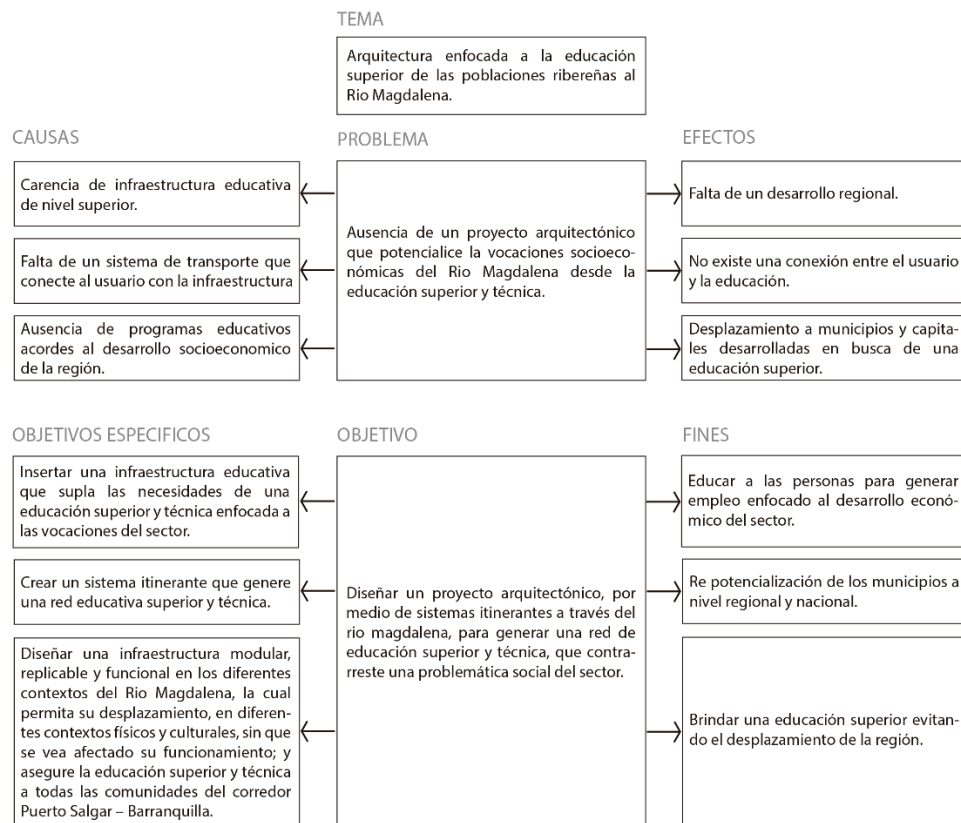 TEMA
Arquitectura enfocada a la educación
superior de las poblaciones ribereñas al
Rio Magdalena.
CAUSAS
PROBLEMA
EFECTOS
Carencia de infraestructura educativa
de nivel superior.
Falta de un sistema de transporte que
conecte al usuario con la infraestructura
Ausencia de programas educativos
acordes al desarrollo socioeconomico
de la región.
Ausencia de un proyecto arquitectónico
que potencialice la vocaciones socioeco-
nómicas del Rio Magdalena desde la
educación superior y técnica.
Falta de un desarrollo regional.
No existe una conexión entre el usuario
y la educación.
Desplazamiento a municipios y capita-
les desarrolladas en busca de una
educación superior.
OBJETIVOS ESPECIFICOS
OBJETIVO
FINES
Insertar una infraestructura educativa
que supla las necesidades de una
educación superior y técnica enfocada a
las vocaciones del sector.
Crear un sistema itinerante que genere
una red educativa superior y técnica.
Diseñar una infraestructura modular,
replicable y funcional en los diferentes
contextos del Rio Magdalena, la cual
permita su desplazamiento, en diferen-
tes contextos físicos y culturales, sin que
se vea afectado su funcionamiento; y
asegure la educación superior y técnica
a todas las comunidades del corredor
Puerto Salgar – Barranquilla.
Diseñar un proyecto arquitectónico, por
medio de sistemas itinerantes a través del
rio magdalena, para generar una red de
educación superior y técnica, que contra-
rreste una problemática social del sector.
Educar a las personas para generar
empleo enfocado al desarrollo econó-
mico del sector.
Re potencialización de los municipios a
nivel regional y nacional.
Brindar una educación superior evitan-
do el desplazamiento de la región.